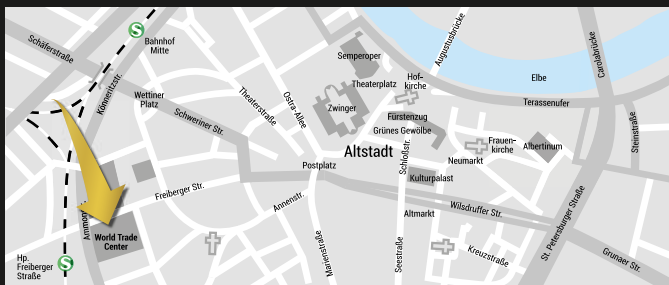 Schäferstraße
S
Bahnhof
Mitte
Könneritzstr.
Wettiner
Platz
Schweriner Str.
Theaterstraße
Ostra-Allee
Semperoper
Theaterplatz
Zwinger
Hof-
kirche
Augustusbrücke
Elbe
Carolabrücke
Terassenufer
Fürstenzug
Grünes Gewölbe
Altstadt
Schloßstr.
Frauen-
kirche
Albertinum
Steinstraße
Neumarkt
Postplatz
Kulturpalast
Freiberger Str.
Annenstr.
Altmarkt
Wilsdruffer Str.
St. Petersburger Straße
World Trade
Center
Marienstraße
Seestraße
Kreuzstraße
Grunaer Str.
Hp.
Freiberger
Straße
S